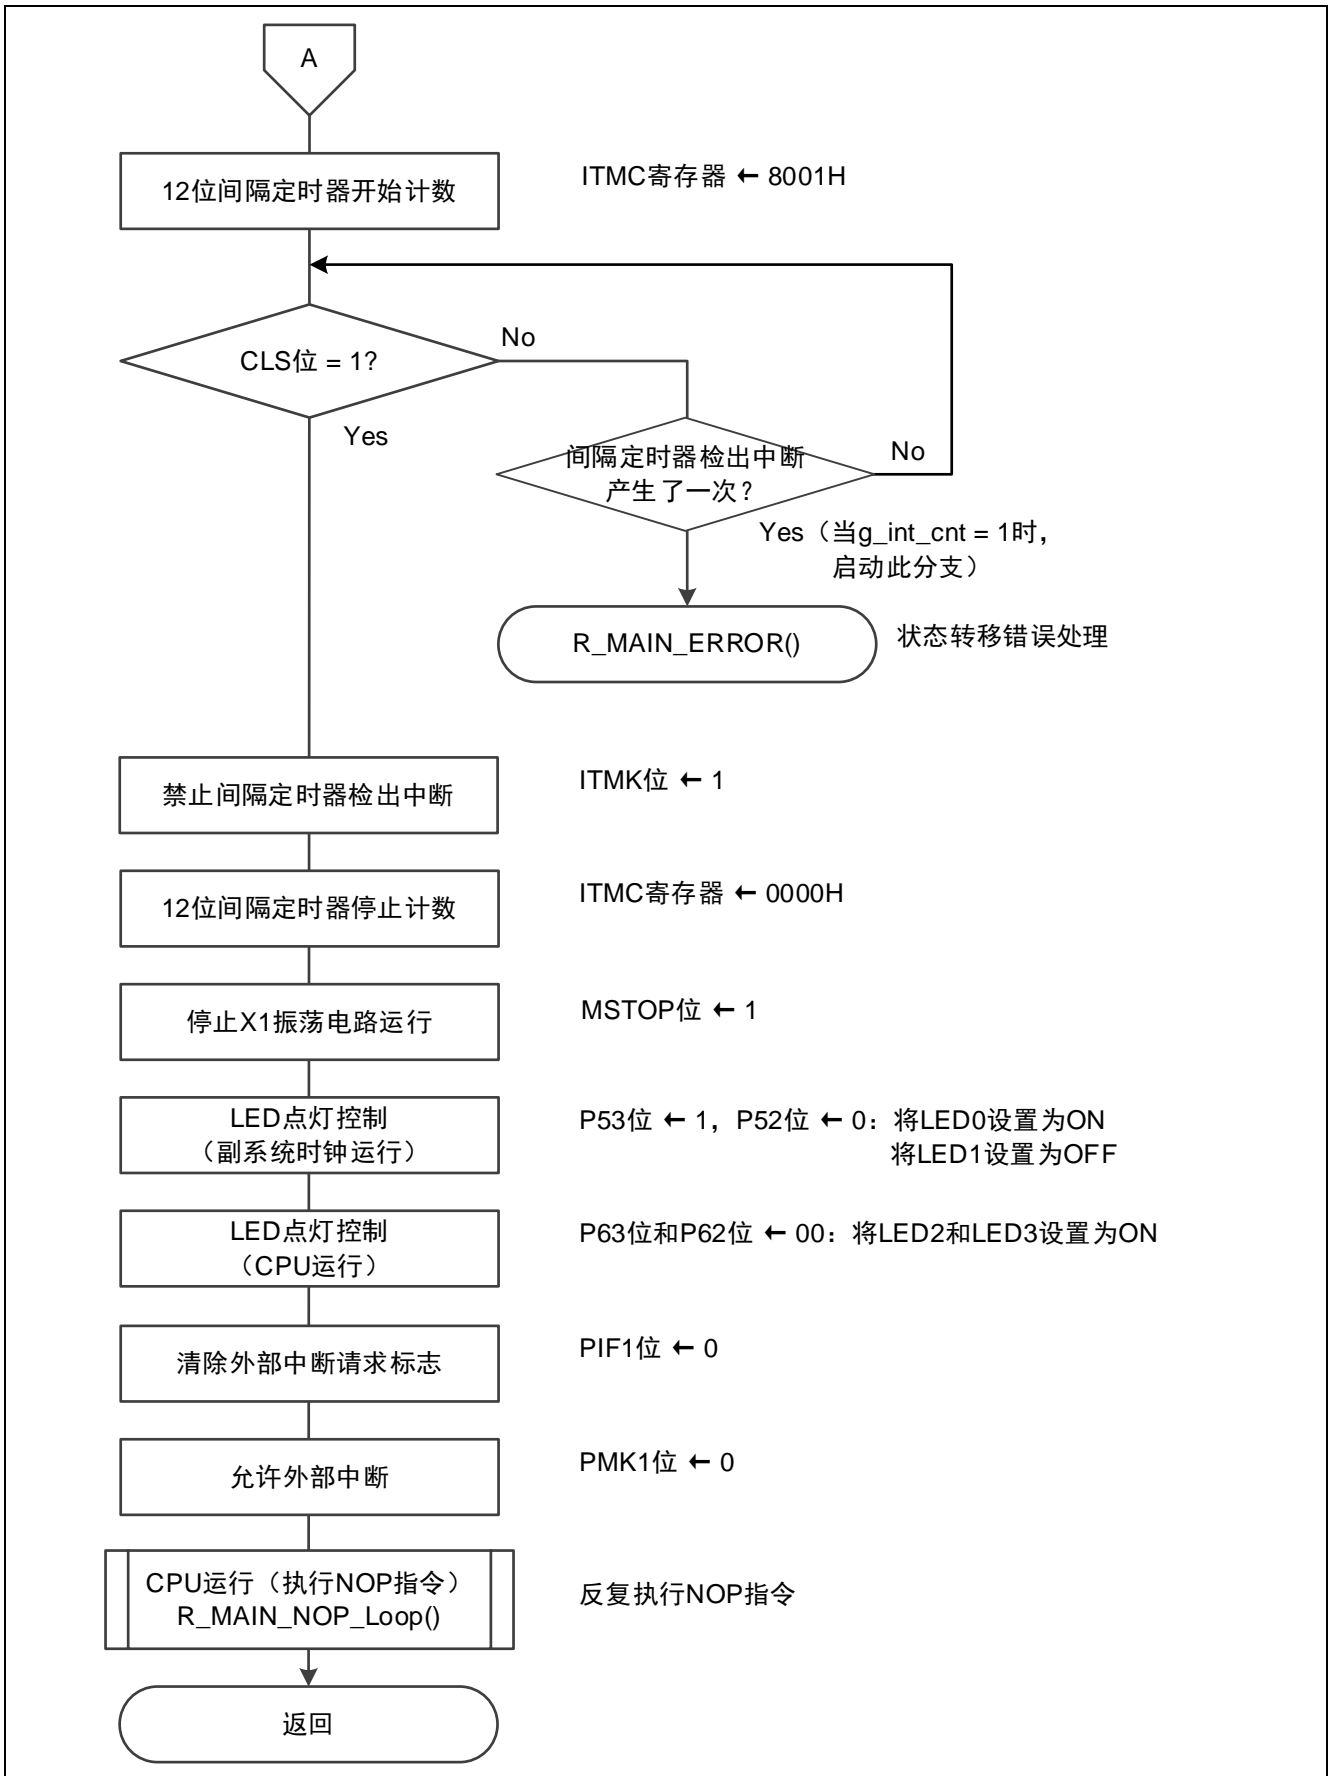 A
12位间隔定时器开始计数
ITMC寄存器 ← 8001H
CLS位 = 1?
No
Yes
间隔定时器检出中断
产生了一次？
No
Yes（当g_int_cnt = 1时，
启动此分支）
R_MAIN_ERROR()
状态转移错误处理
禁止间隔定时器检出中断
ITMK位 ← 1
12位间隔定时器停止计数
ITMC寄存器 ← 0000H
停止X1振荡电路运行
MSTOP位 ← 1
LED点灯控制
（副系统时钟运行）
P53位 ← 1，P52位 ← 0：将LED0设置为ON
将LED1设置为OFF
LED点灯控制
（CPU运行）
P63位和P62位 ← 00：将LED2和LED3设置为ON
清除外部中断请求标志
PIF1位 ← 0
允许外部中断
PMK1位 ← 0
CPU运行（执行NOP指令）
R_MAIN_NOP_Loop()
反复执行NOP指令
返回